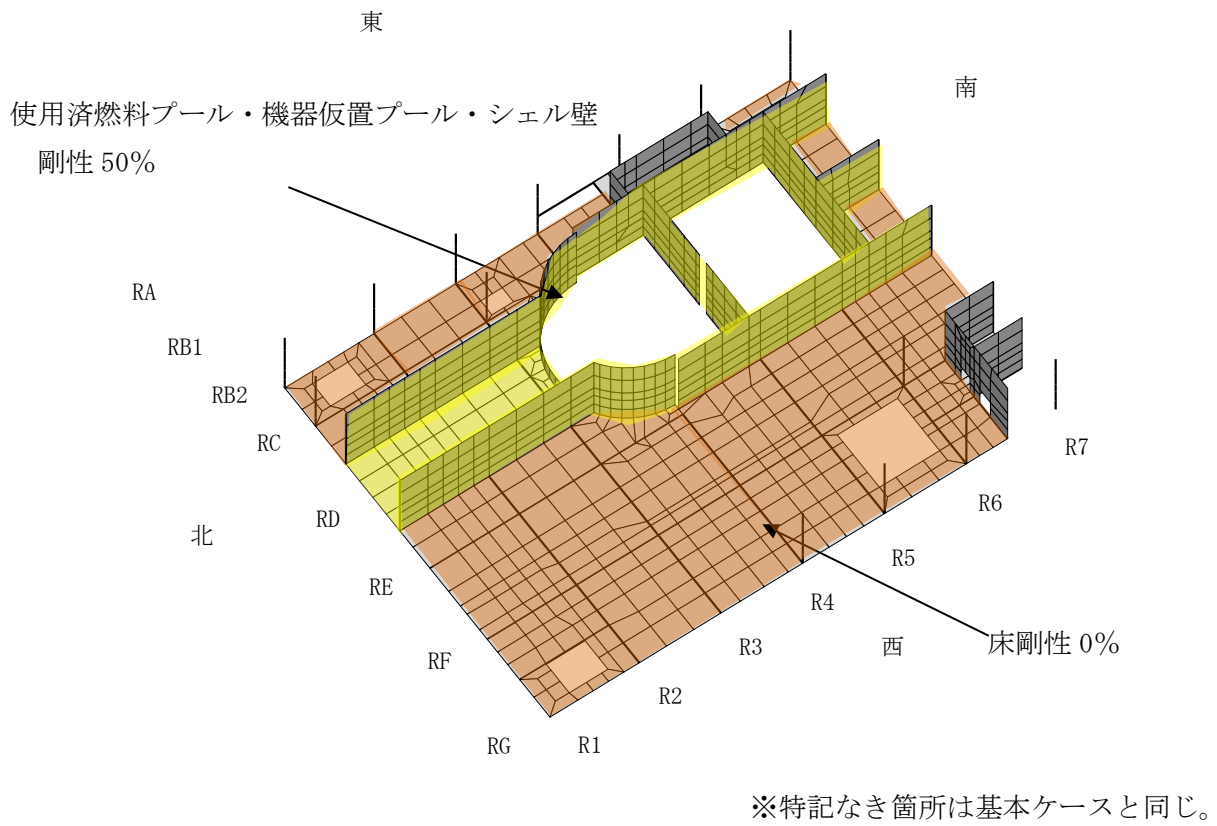 東
南
使用済燃料プール・機器仮置プール・シェル壁
剛性 50％
RA
RB1
RB2
RC
RD
北
RE
RF
RG
R1
R2
R3
R4
R5
R6
R7
西
床剛性 0％
※特記なき箇所は基本ケースと同じ。